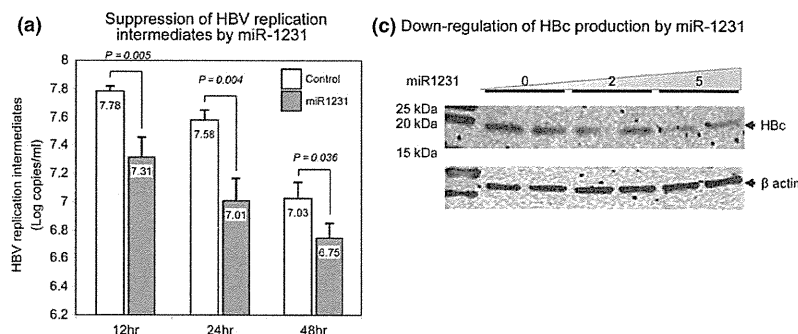 (a)
Suppression of HBV replication
intermediates by miR-1231
HBV replication intermediates
(Log copies/ml)
8
7.8
7.6
7.4
7.2
7
6.8
6.6
6.4
6.2
P = 0.005
P = 0.004
P = 0.036
Control
miR1231
7.78
7.31
7.58
7.01
7.03
6.75
12hr
24hr
48hr
(c) Down-regulation of HBc production by miR-1231
miR1231
0
2
5
25 kDa
20 kDa
15 kDa
HBc
β actin